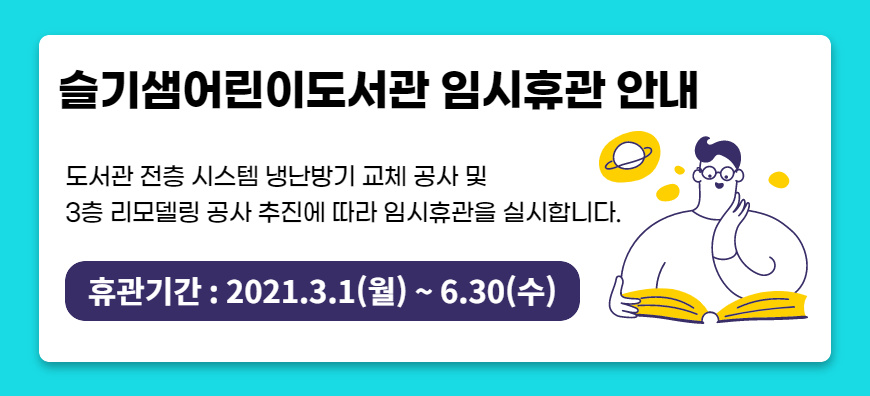 슬기샘어린이도서관 임시휴관 안내
도서관 전층 시스템 냉난방기 교체 공사 및
3층 리모델링 공사 추진에 따라 임시휴관을 실시합니다.
휴관기간 : 2021.3.1(월) ~ 6.30(수)